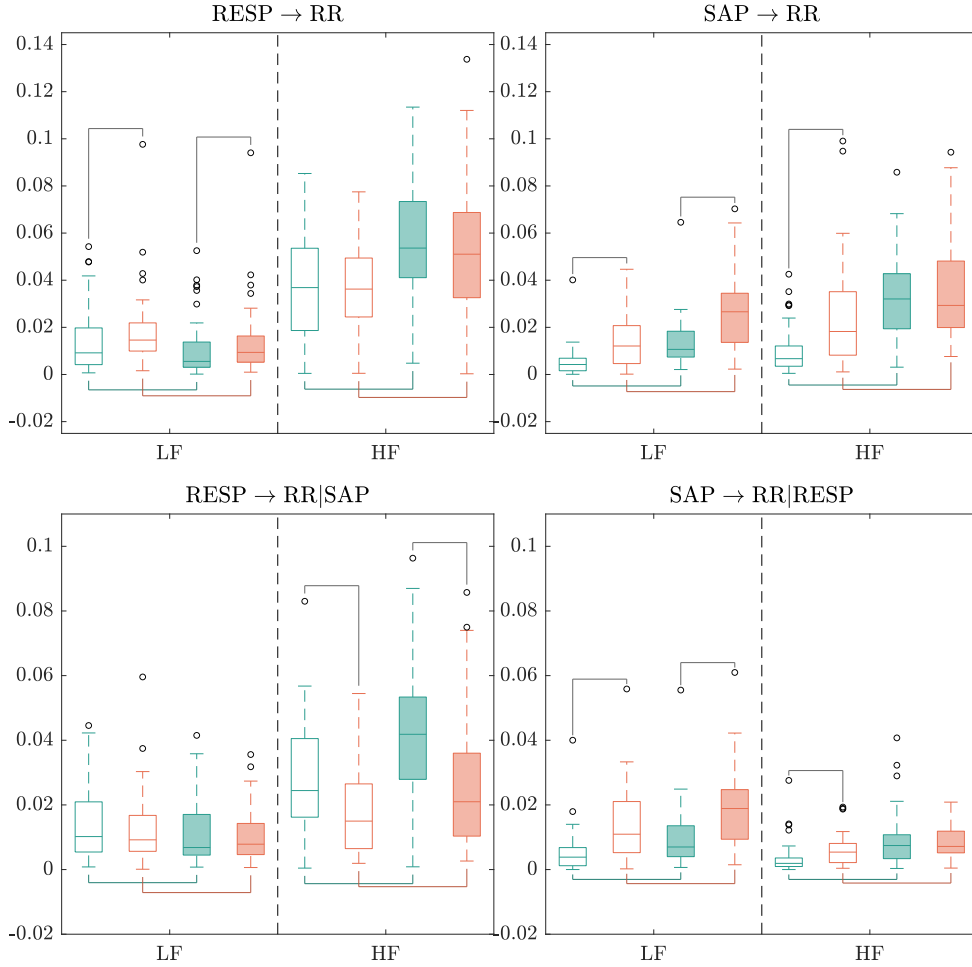 RESP → RR
0.14
0.12
0.1
0.08
0.06
0.04
0.02
0
-0.02
LF
HF
SAP → RR
0.14
0.12
0.1
0.08
0.06
0.04
0.02
0
-0.02
LF
HF
RESP → RR|SAP
0.1
0.08
0.06
0.04
0.02
0
-0.02
LF
HF
SAP → RR|RESP
0.1
0.08
0.06
0.04
0.02
0
-0.02
LF
HF